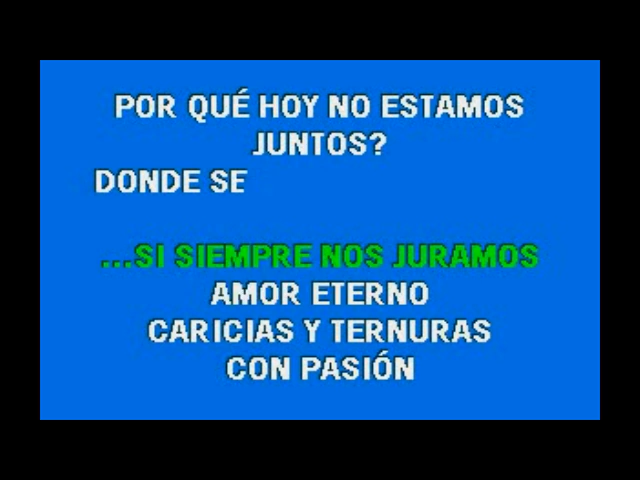 POR QUÉ HOY NO ESTAMOS
JUNTOS?
DONDE SE
...SI SIEMPRE NOS JURAMOS
AMOR ETERNO
CARICIAS Y TERNURAS
CON PASIÓN